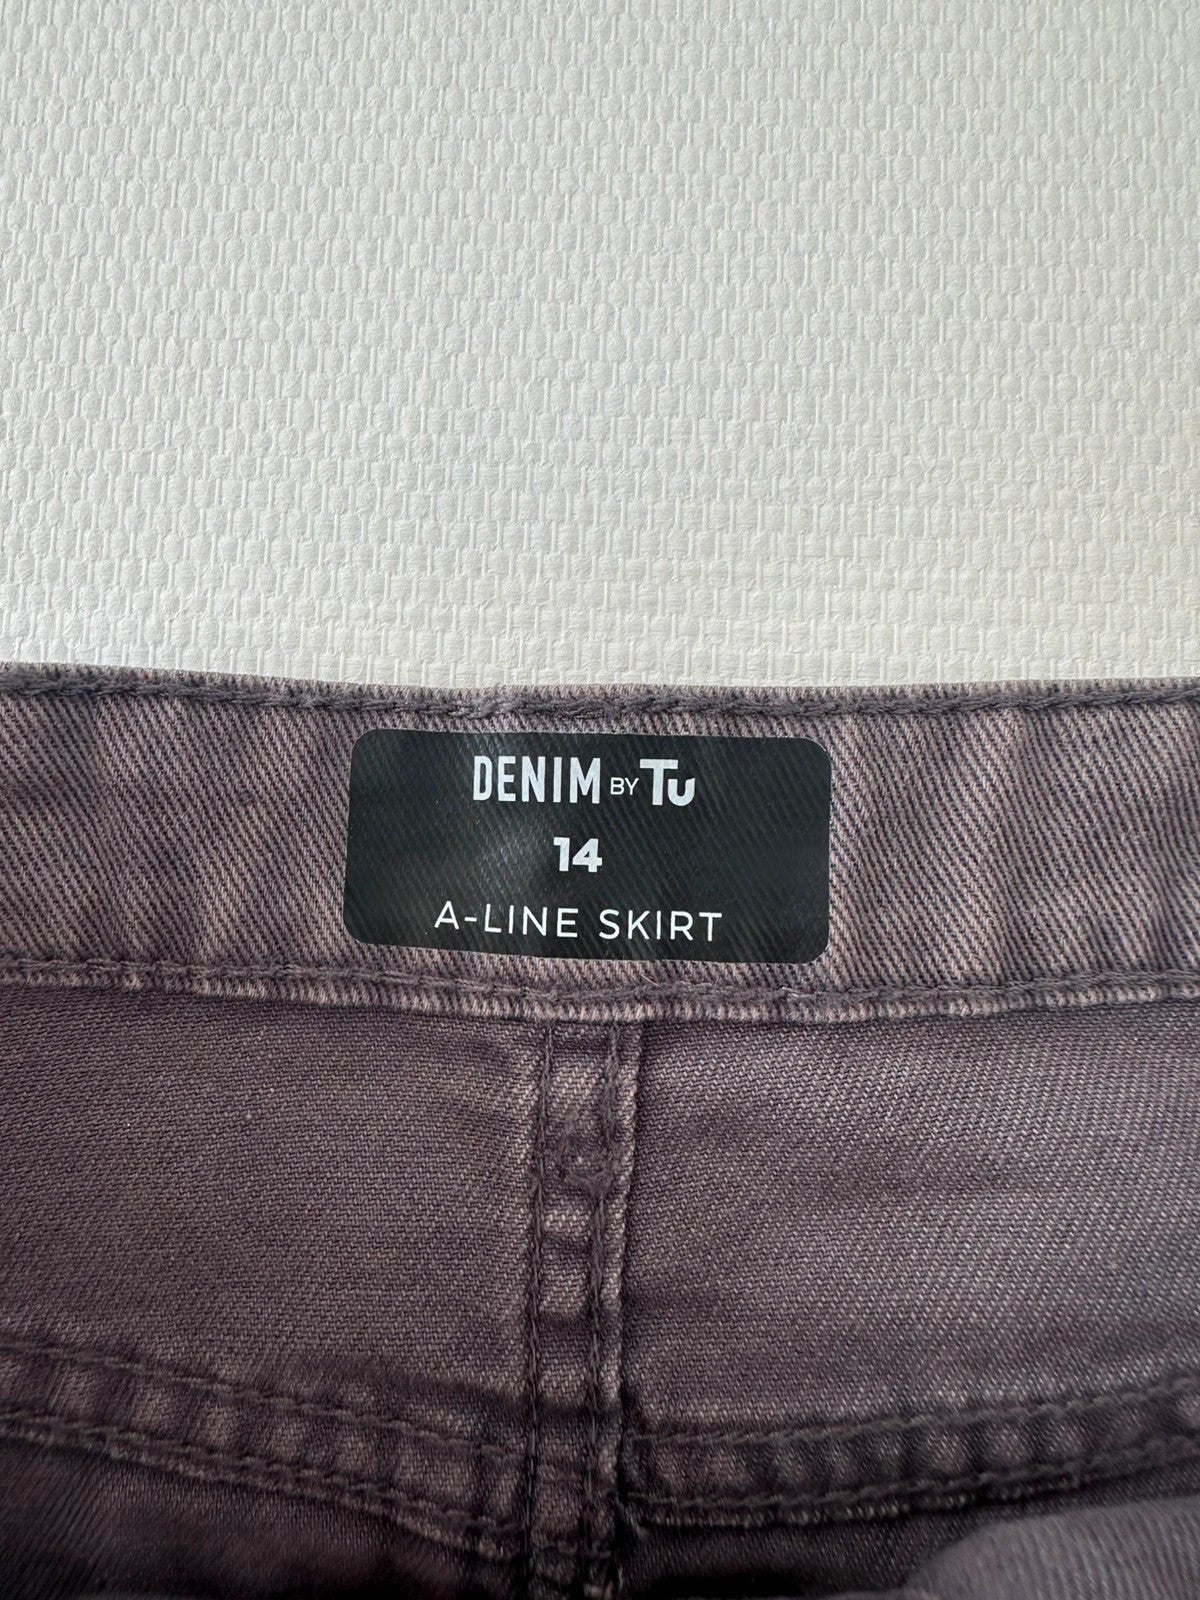 DENIM BY Tu
14
A-LINE SKIRT